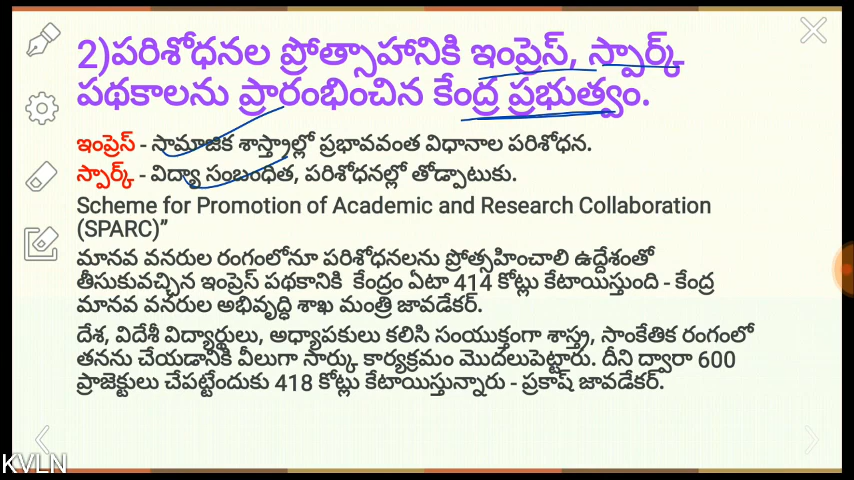 2)పరిశోధనల ప్రోత్సాహానికి ఇంప్రెస్, స్పార్క్
పథకాలను ప్రారంభించిన కేంద్ర ప్రభుత్వం.
ఇంప్రెస్ - సామాజిక శాస్త్రాల్లో ప్రభావవంత విధానాల పరిశోధన.
స్పార్క్ - విద్యా సంబంధిత, పరిశోధనల్లో తోడ్పాటుకు.
Scheme for Promotion of Academic and Research Collaboration
(SPARC)”
మానవ వనరుల రంగంలోనూ పరిశోధనలను ప్రోత్సహించాలి ఉద్దేశంతో
తీసుకువచ్చిన ఇంప్రెస్ పథకానికి కేంద్రం ఏటా 414 కోట్లు కేటాయిస్తుంది - కేంద్ర
మానవ వనరుల అభివృద్ధి శాఖ మంత్రి జావడేకర్.
దేశ, విదేశీ విద్యార్థులు, అధ్యాపకులు కలిసి సంయుక్తంగా శాస్త్ర, సాంకేతిక రంగంలో
తనను చేయడానికి వీలుగా సార్కు కార్యక్రమం మొదలుపెట్టారు. దీని ద్వారా 600
ప్రాజెక్టులు చేపట్టేందుకు 418 కోట్లు కేటాయిస్తున్నారు - ప్రకాష్ జావడేకర్.
KVLN